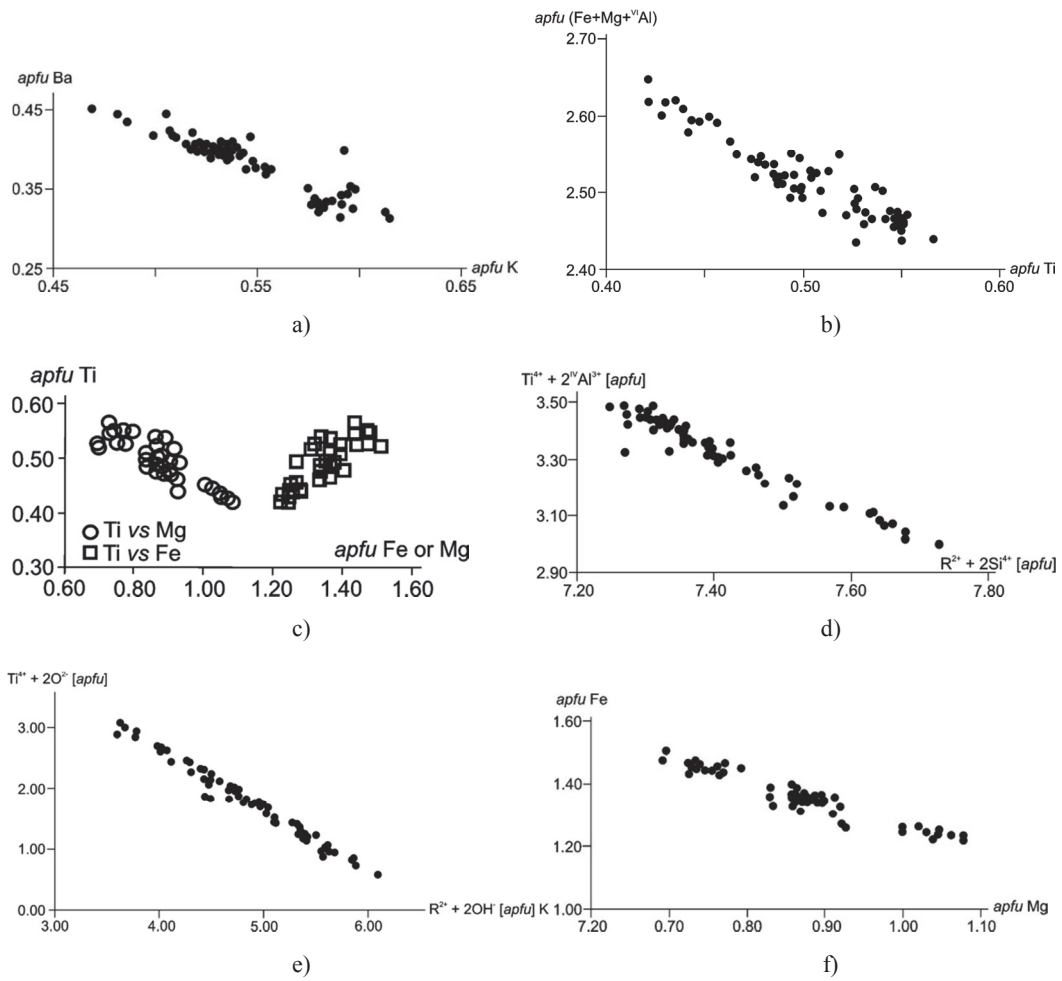 apfu Ba
0.45
0.35
0.25
0.45
0.55
0.65
apfu K
a)
apfu (Fe+Mg+ⱽᴵAl)
2.70
2.60
2.50
2.40
0.40
0.50
0.60
apfu Ti
b)
apfu Ti
0.60
0.50
0.40
0.30
Ti vs Mg
Ti vs Fe
apfu Fe or Mg
0.60 0.80 1.00 1.20 1.40 1.60
c)
Ti⁴⁺ + 2ᴵⱽAl³⁺ [apfu]
3.50
3.30
3.10
2.90
R²⁺ + 2Si⁴⁺ [apfu]
7.20 7.40 7.60 7.80
d)
Ti⁴⁺ + 2O²⁻ [apfu]
3.00
2.00
1.00
0.00
3.00 4.00 5.00 6.00
R²⁺ + 2OH⁻ [apfu] K
e)
apfu Fe
1.60
1.40
1.20
1.00
7.20 0.70 0.80 0.90 1.00 1.10
apfu Mg
f)